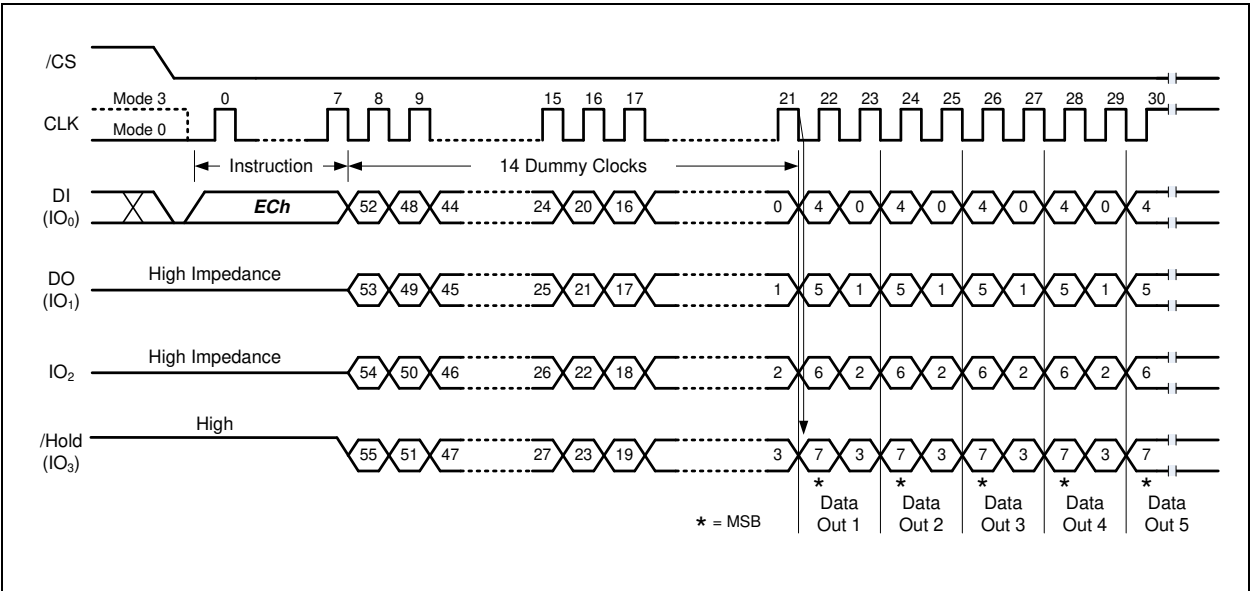 /CS
Mode 3 0 7 8 9 15 16 17 21 22 23 24 25 26 27 28 29 30
CLK
Mode 0
Instruction 14 Dummy Clocks
DI
(IO0) ECh 52 48 44 24 20 16 0 4 0 4 0 4 0 4 0 4
High Impedance
DO
(IO1) 53 49 45 25 21 17 1 5 1 5 1 5 1 5 1 5
High Impedance
IO2 54 50 46 26 22 18 2 6 2 6 2 6 2 6 2 6
High
/Hold
(IO3) 55 51 47 27 23 19 3 7 3 7 3 7 3 7 3 7
* * * * *
Data Data Data Data Data
* = MSB Out 1 Out 2 Out 3 Out 4 Out 5